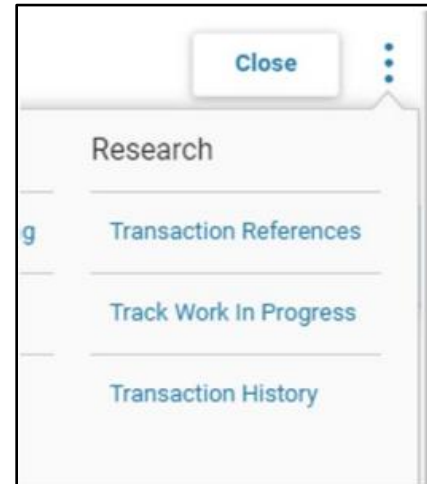 Close
Research
g
Transaction References
Track Work In Progress
Transaction History